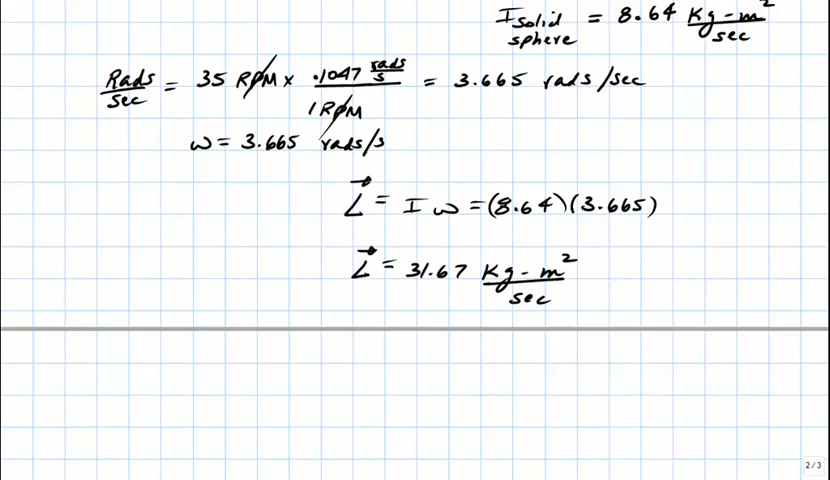 I solid sphere = 8.64 Kg-m²/sec
Rads/sec = 35 RPM x .1047 rads/s / 1 RPM = 3.665 rads/sec
ω = 3.665 rads/s
L⃗ = I ω = (8.64)(3.665)
L⃗ = 31.67 Kg-m²/sec
2/3